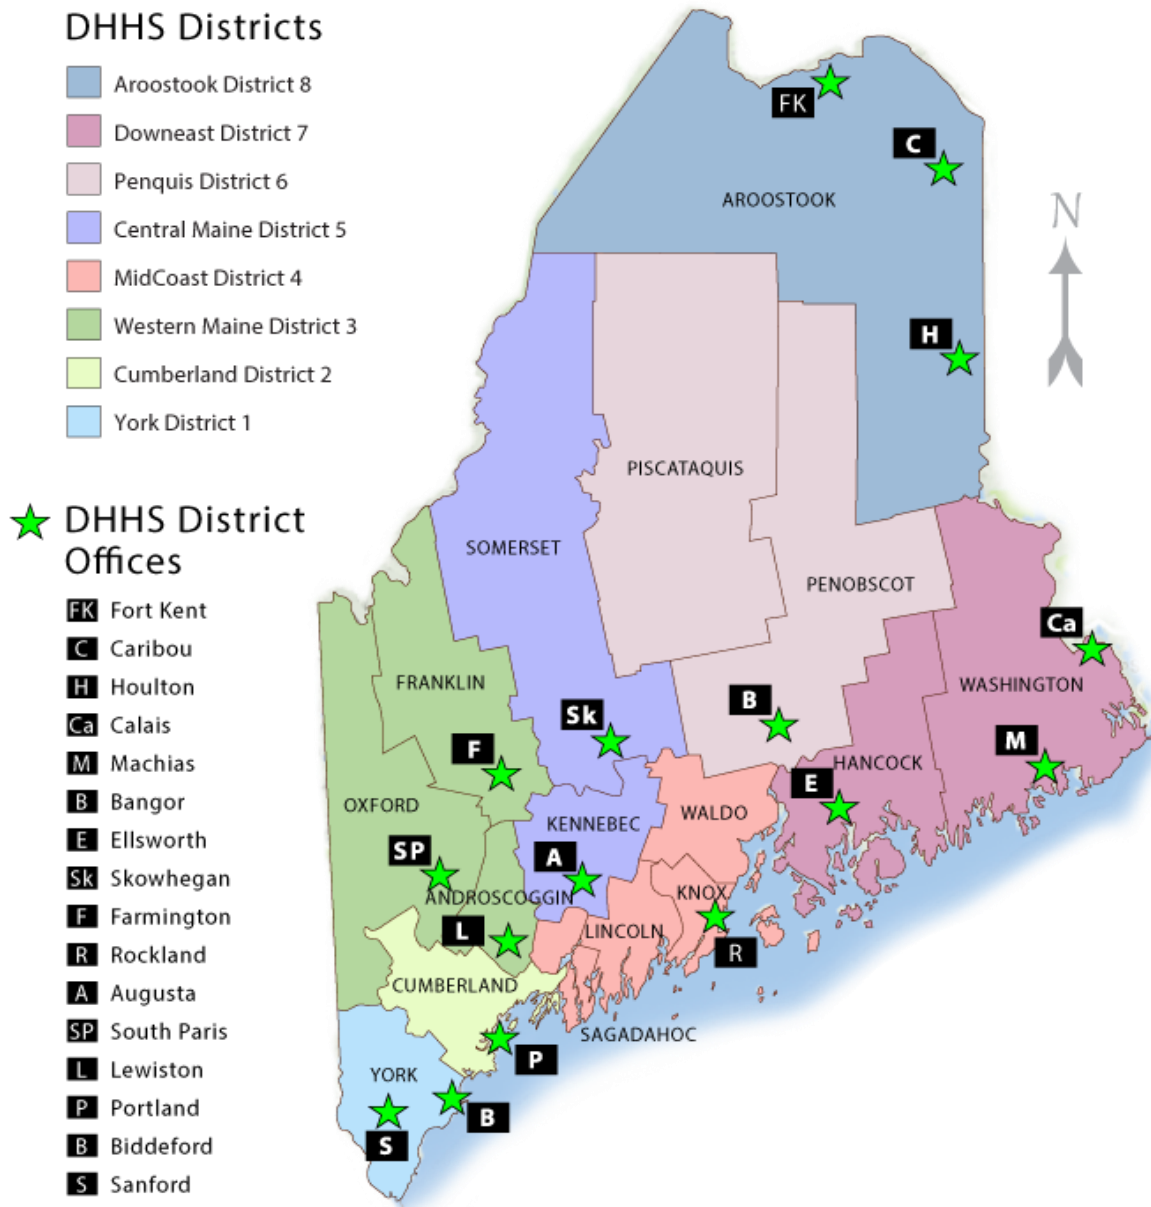 DHHS Districts
Aroostook District 8
Downeast District 7
Penquis District 6
Central Maine District 5
MidCoast District 4
Western Maine District 3
Cumberland District 2
York District 1
DHHS District
Offices
FK Fort Kent
C Caribou
H Houlton
Ca Calais
M Machias
B Bangor
E Ellsworth
Sk Skowhegan
F Farmington
R Rockland
A Augusta
SP South Paris
L Lewiston
P Portland
B Biddeford
S Sanford
FK
C
AROOSTOOK
N
H
PISCATAQUIS
SOMERSET
PENOBSCOT
Ca
FRANKLIN
WASHINGTON
B
Sk
F
M
HANCOCK
E
OXFORD
WALDO
KENNEBEC
SP
A
KNOX
ANDROSCOGGIN
L
LINCOLN
R
CUMBERLAND
SAGADAHOC
P
YORK
B
S